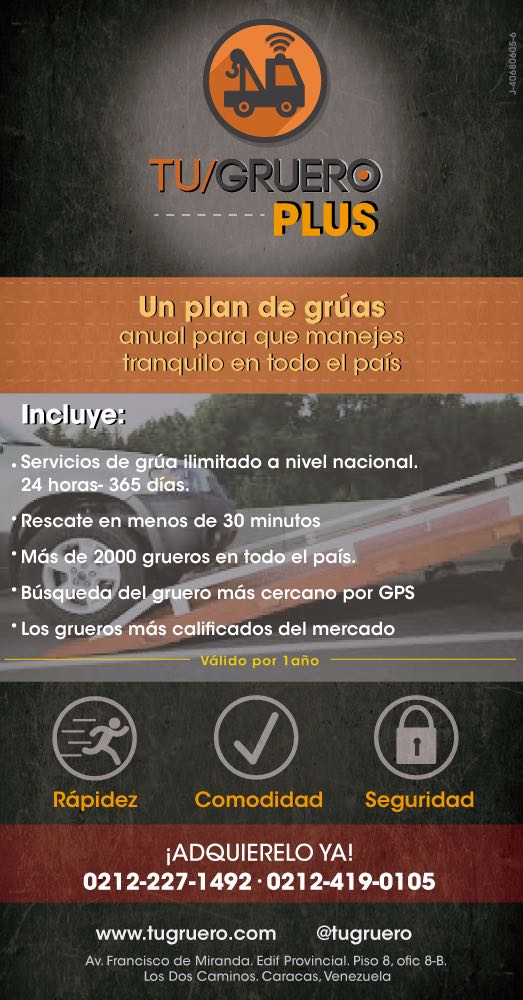 J-40680605-6
TU/GRUERO
PLUS
Un plan de grúas
anual para que manejes
tranquilo en todo el país
Incluye:
• Servicios de grúa ilimitado a nivel nacional.
24 horas- 365 días.
• Rescate en menos de 30 minutos
• Más de 2000 grueros en todo el país.
• Búsqueda del gruero más cercano por GPS
• Los grueros más calificados del mercado
Válido por 1año
Rápidez
Comodidad
Seguridad
¡ADQUIERELO YA!
0212-227-1492 · 0212-419-0105
www.tugruero.com @tugruero
Av. Francisco de Miranda. Edif Provincial. Piso 8, ofic 8-B.
Los Dos Caminos. Caracas, Venezuela